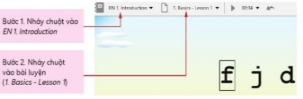 Bước 1. Nháy chuột vào
EN 1. Introduction
EN 1. Introduction
1. Basics - Lesson 1
Bước 2. Nháy chuột
vào bài luyện
(1. Basics - Lesson 1)
f j d